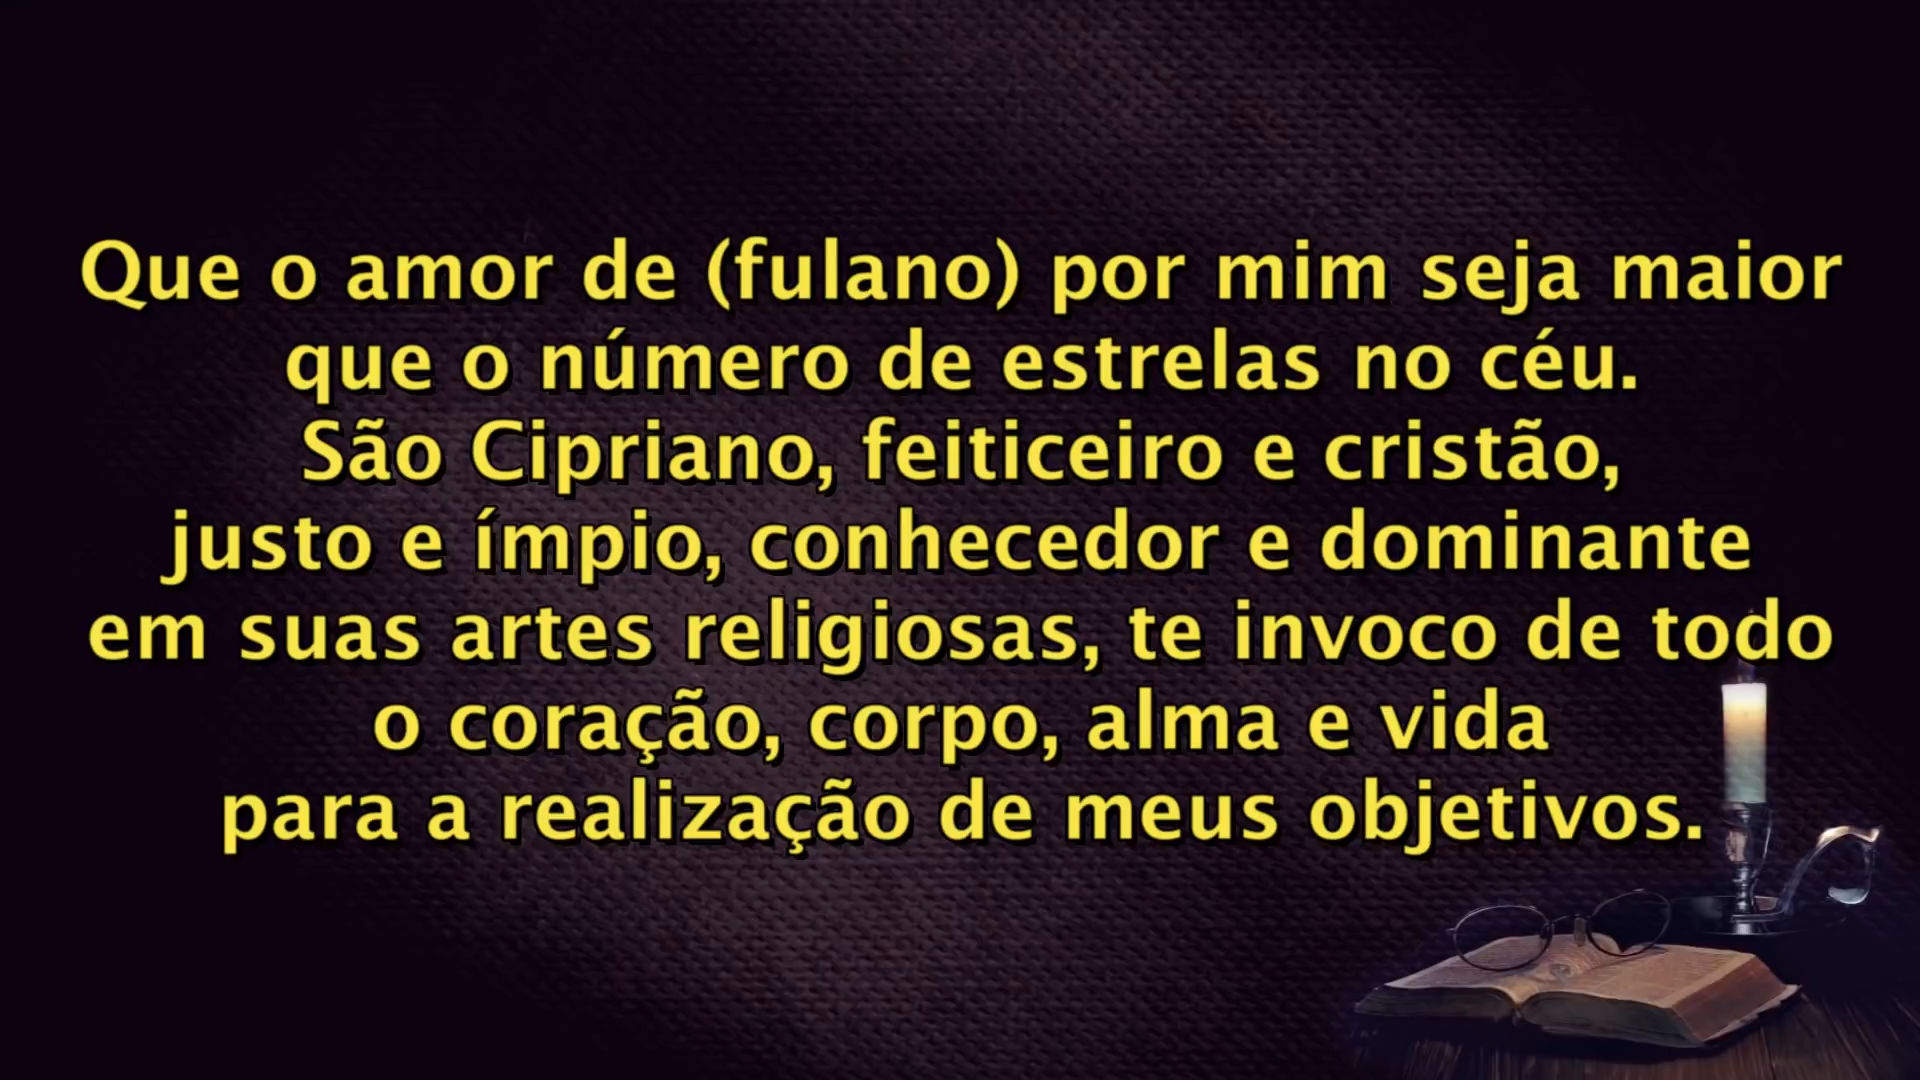 Que o amor de (fulano) por mim seja maior
que o número de estrelas no céu.
São Cipriano, feiticeiro e cristão,
justo e ímpio, conhecedor e dominante
em suas artes religiosas, te invoco de todo
o coração, corpo, alma e vida
para a realização de meus objetivos.